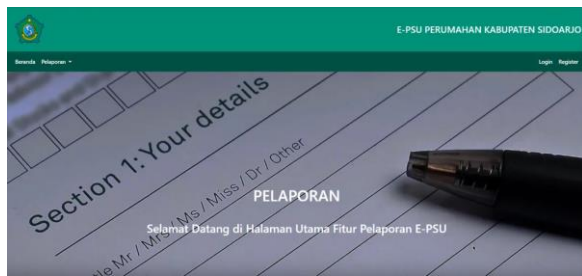 E-PSU PERUMAHAN KABUPATEN SIDOARJO
Beranda Pelaporan
Login Register
Section 1: Your details
Mr / Mrs / Ms / Miss / Dr / Other
PELAPORAN
Selamat Datang di Halaman Utama Fitur Pelaporan E-PSU